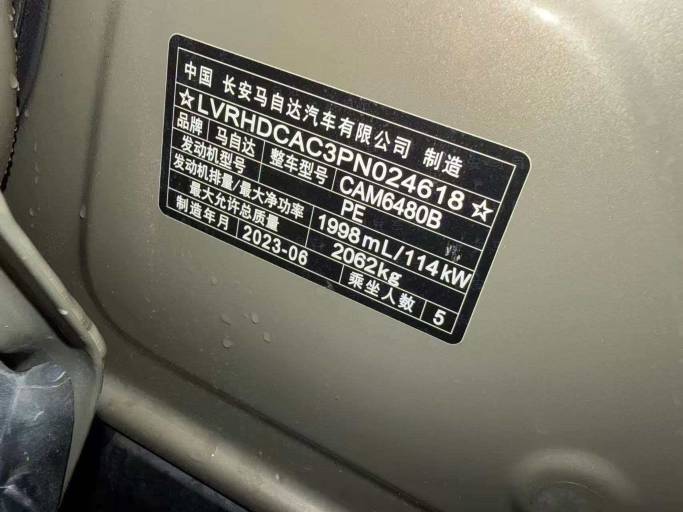 中国 长安马自达汽车有限公司 制造
☆LVRHDCAC3PN024618☆
品牌 马自达 整车型号 CAM6480B
发动机型号 PE
发动机排量/最大净功率 1998mL/114kW
最大允许总质量 2062kg
制造年月 2023-06 乘坐人数 5